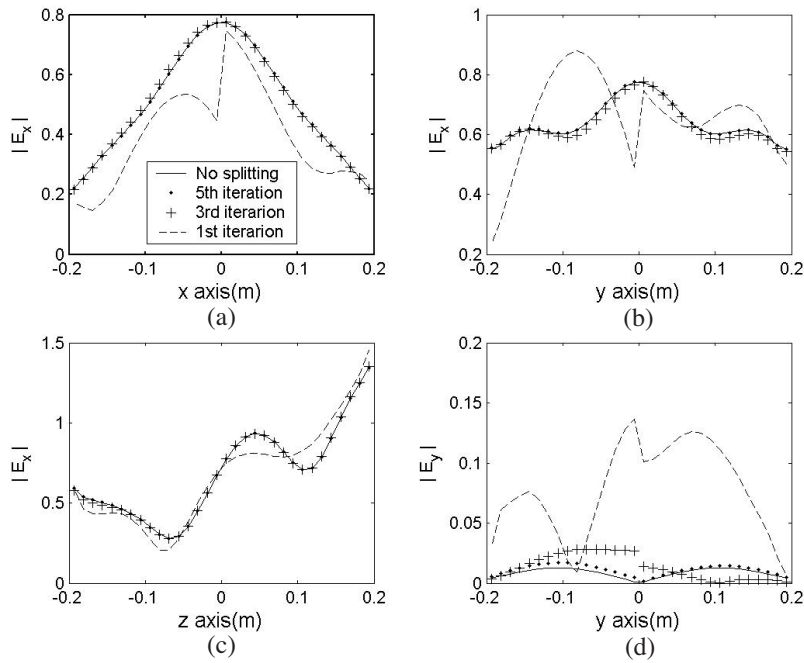 0.8
0.6
0.4
0.2
0
| E_x |
No splitting
5th iteration
3rd iterarion
1st iterarion
-0.2 -0.1 0 0.1 0.2
x axis(m)
(a)
1
0.8
0.6
0.4
0.2
| E_x |
-0.2 -0.1 0 0.1 0.2
y axis(m)
(b)
1.5
1
0.5
0
| E_x |
-0.2 -0.1 0 0.1 0.2
z axis(m)
(c)
0.2
0.15
0.1
0.05
0
| E_y |
-0.2 -0.1 0 0.1 0.2
y axis(m)
(d)